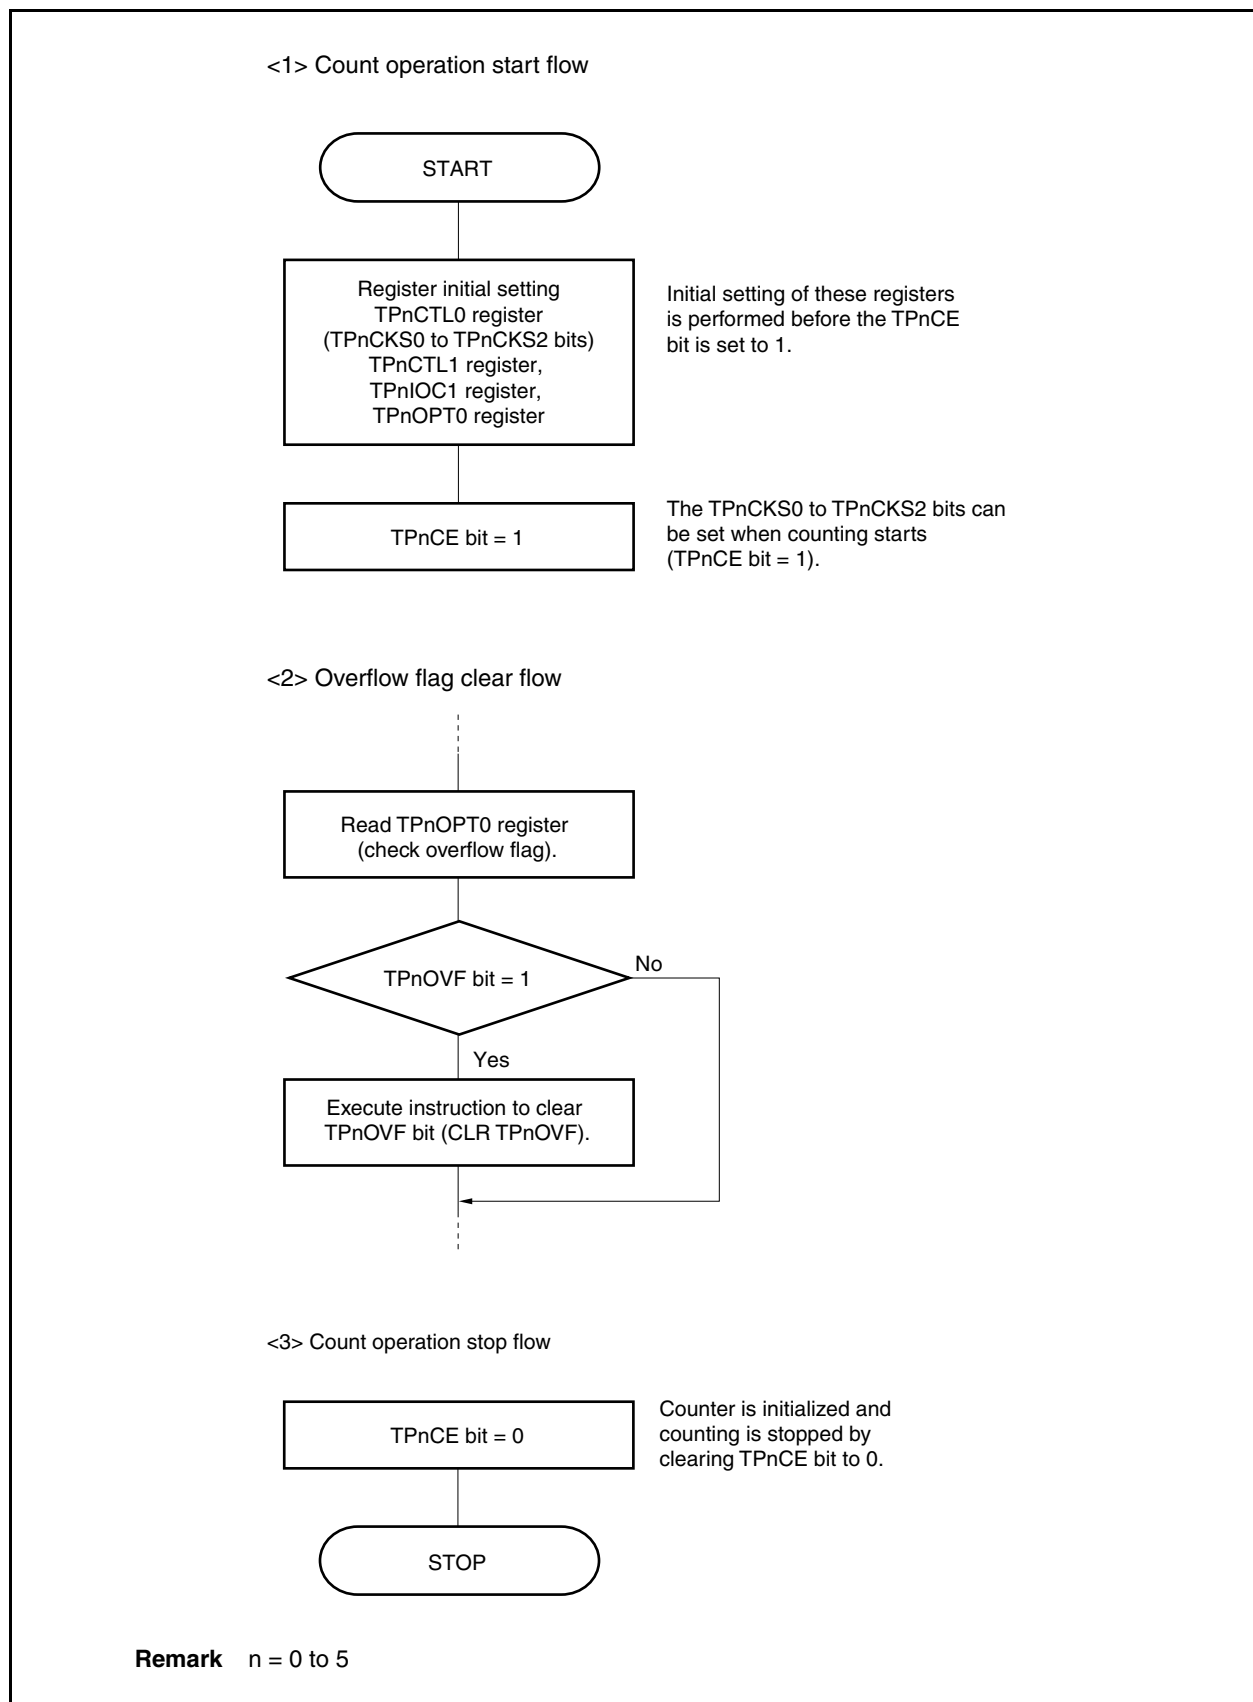 <1> Count operation start flow
START
Register initial setting
TPnCTL0 register
(TPnCKS0 to TPnCKS2 bits)
TPnCTL1 register,
TPnIOC1 register,
TPnOPT0 register
Initial setting of these registers
is performed before the TPnCE
bit is set to 1.
TPnCE bit = 1
The TPnCKS0 to TPnCKS2 bits can
be set when counting starts
(TPnCE bit = 1).
<2> Overflow flag clear flow
Read TPnOPT0 register
(check overflow flag).
TPnOVF bit = 1
No
Yes
Execute instruction to clear
TPnOVF bit (CLR TPnOVF).
<3> Count operation stop flow
TPnCE bit = 0
Counter is initialized and
counting is stopped by
clearing TPnCE bit to 0.
STOP
Remark n = 0 to 5